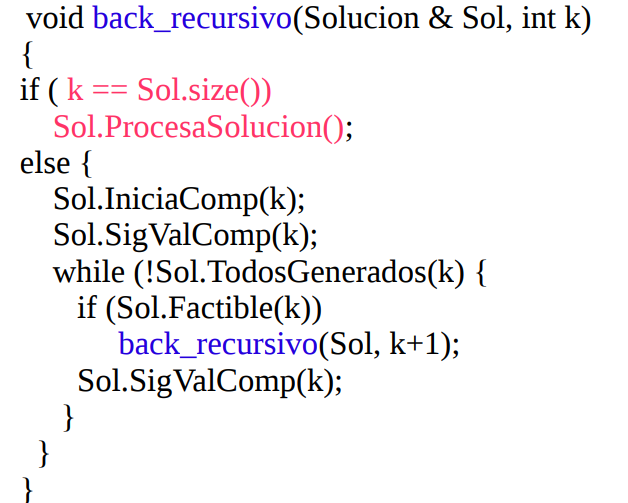 void back_recursivo(Solucion & Sol, int k)
{
if ( k == Sol.size())
Sol.ProcesaSolucion();
else {
Sol.IniciaComp(k);
Sol.SigValComp(k);
while (!Sol.TodosGenerados(k) {
if (Sol.Factible(k))
back_recursivo(Sol, k+1);
Sol.SigValComp(k);
}
}
}